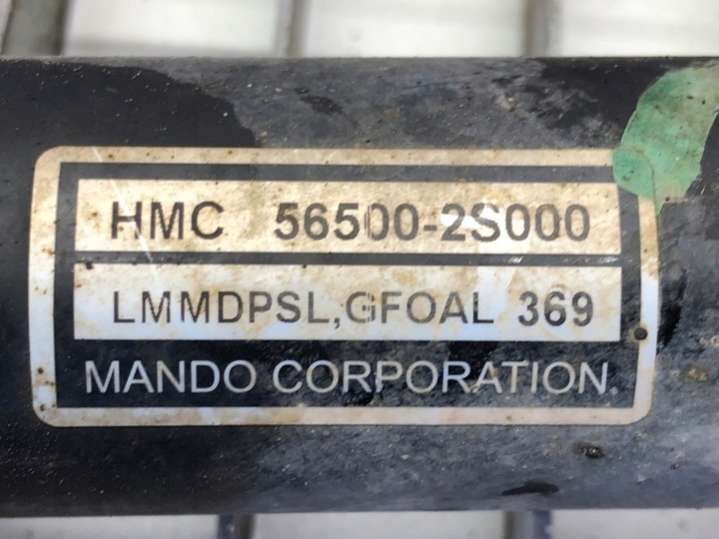 HMC 56500-2S000
LMMDPSL,GFOAL 369
MANDO CORPORATION.